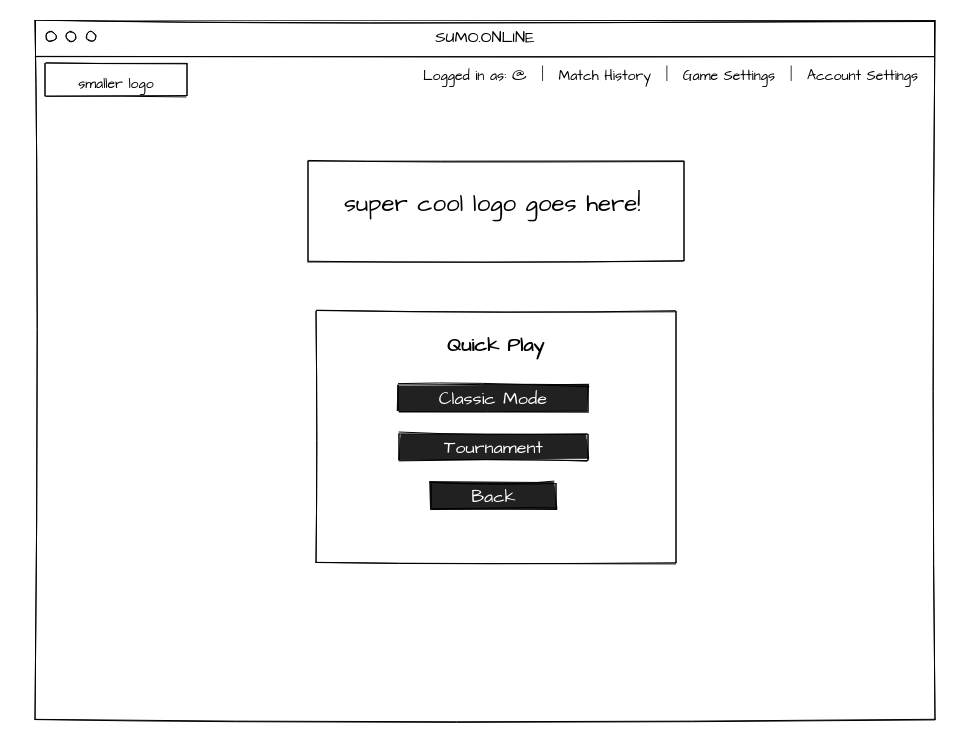 SUMO.ONLINE
smaller logo
Logged in as: @ | Match History | Game Settings | Account Settings
super cool logo goes here!
Quick Play
Classic Mode
Tournament
Back